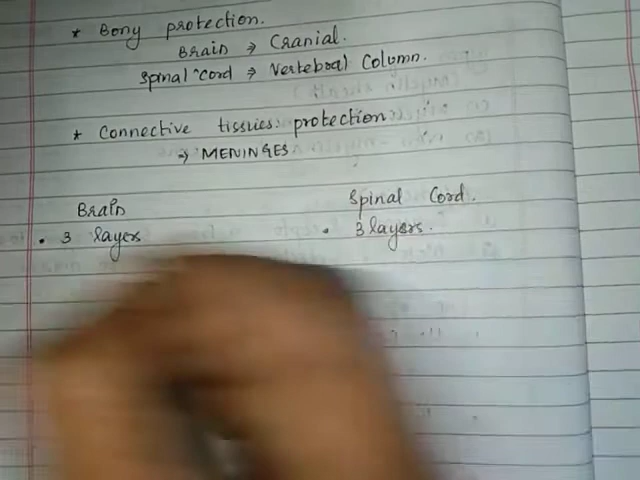 * Bony protection.
Brain → Cranial.
Spinal Cord → Vertebral Column.
* Connective tissues protection
→ MENINGES
Brain
Spinal Cord.
• 3 layers
• 3 layers.